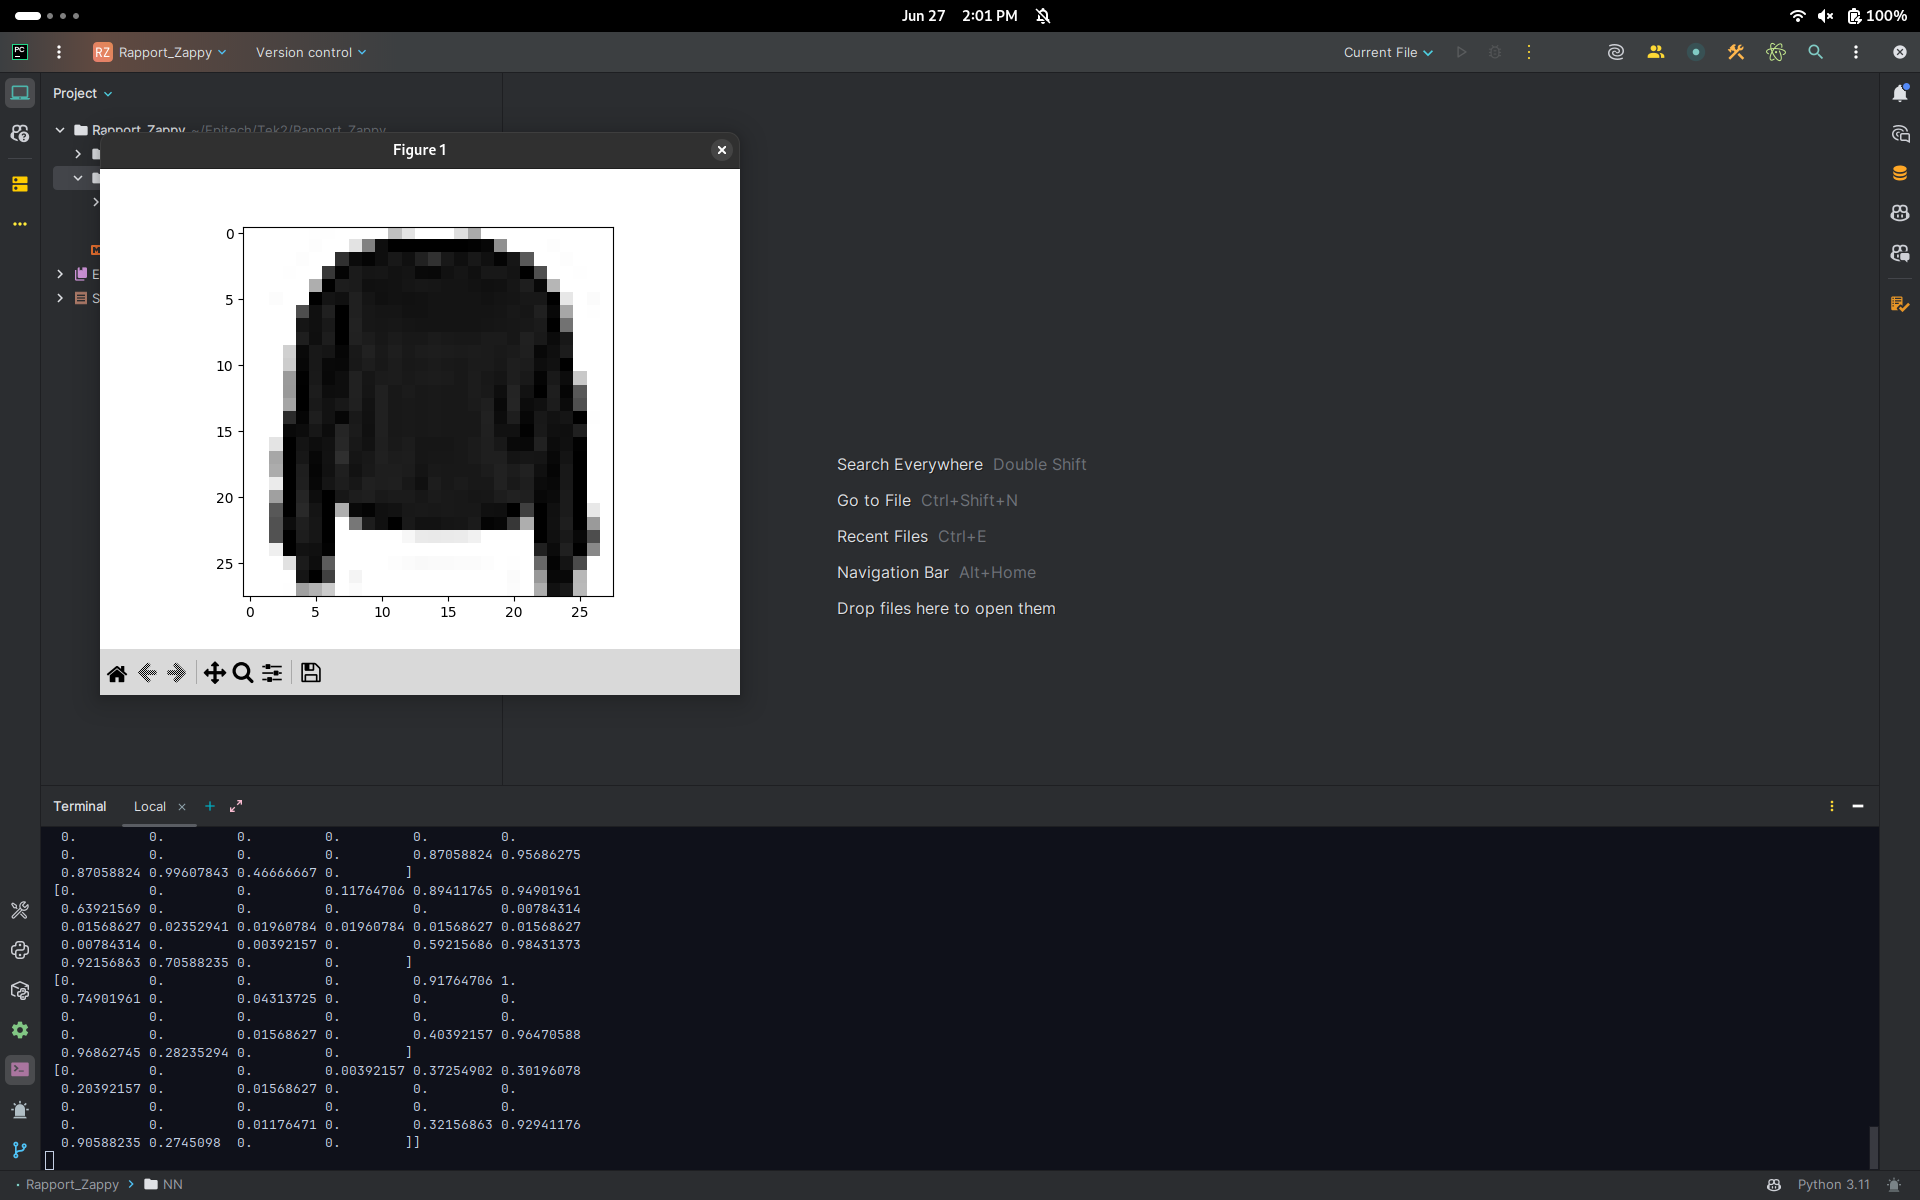 Jun 27 2:01 PM
100%
PC
RZ Rapport_Zappy Version control
Current File
Project
Rapport_Zappy ~/Epitech/Tek2/Rapport_Zappy
E
S
Figure 1
0
5
10
15
20
25
0 5 10 15 20 25
Search Everywhere Double Shift
Go to File Ctrl+Shift+N
Recent Files Ctrl+E
Navigation Bar Alt+Home
Drop files here to open them
Terminal Local
0. 0. 0. 0. 0. 0.
0. 0. 0. 0. 0.87058824 0.95686275
0.87058824 0.99607843 0.46666667 0. ]
[0. 0. 0. 0.11764706 0.89411765 0.94901961
0.63921569 0. 0. 0. 0. 0.00784314
0.01568627 0.02352941 0.01960784 0.01960784 0.01568627 0.01568627
0.00784314 0. 0.00392157 0. 0.59215686 0.98431373
0.92156863 0.70588235 0. 0. ]
[0. 0. 0. 0. 0.91764706 1.
0.74901961 0. 0.04313725 0. 0. 0.
0. 0. 0. 0. 0. 0.
0. 0. 0.01568627 0. 0.40392157 0.96470588
0.96862745 0.28235294 0. 0. ]
[0. 0. 0. 0.00392157 0.37254902 0.30196078
0.20392157 0. 0.01568627 0. 0. 0.
0. 0. 0. 0. 0. 0.
0. 0. 0.01176471 0. 0.32156863 0.92941176
0.90588235 0.2745098 0. 0. ]]
Rapport_Zappy NN
Python 3.11